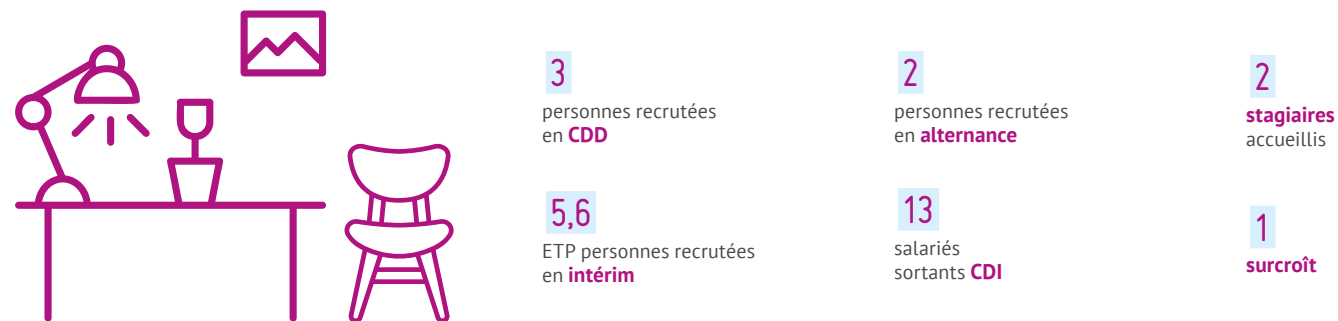 3
personnes recrutées
en CDD
2
personnes recrutées
en alternance
2
stagiaires
accueillis
5,6
ETP personnes recrutées
en intérim
13
salariés
sortants CDI
1
surcroît